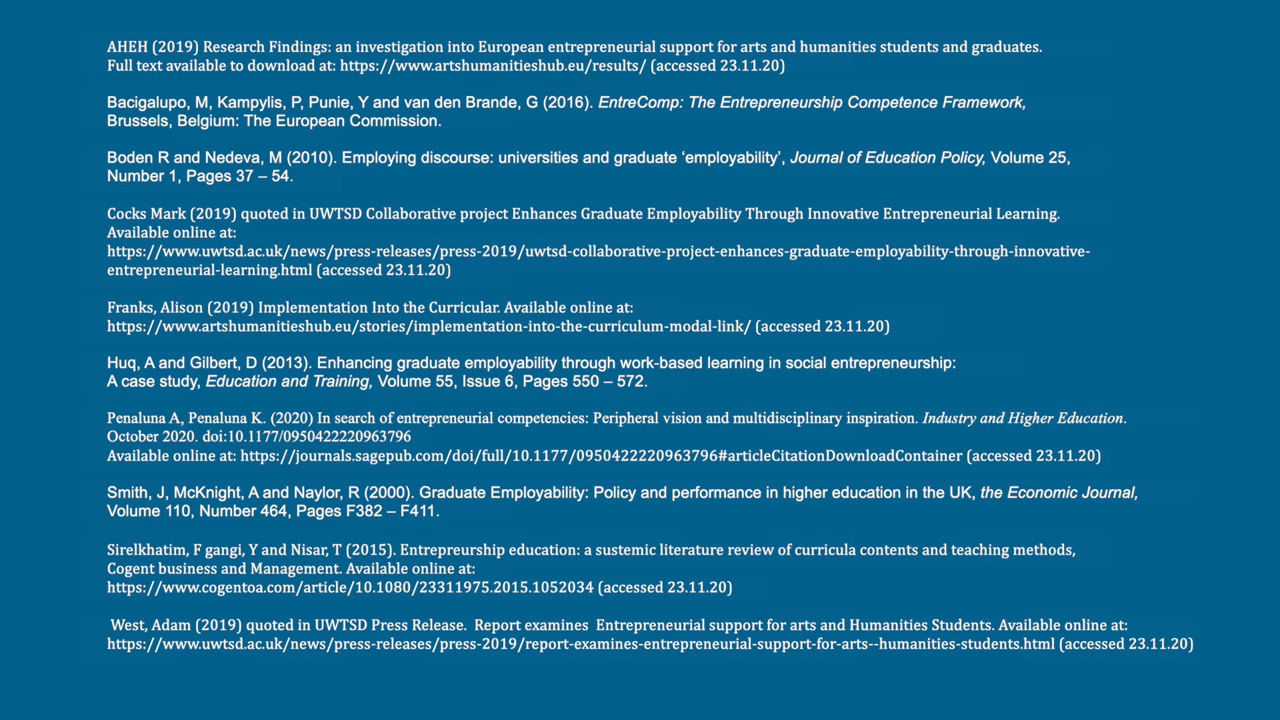 AHEH (2019) Research Findings: an investigation into European entrepreneurial support for arts and humanities students and graduates.
Full text available to download at: https://www.artshumanitieshub.eu/results/ (accessed 23.11.20)
Bacigalupo, M, Kampylis, P, Punie, Y and van den Brande, G (2016). EntreComp: The Entrepreneurship Competence Framework,
Brussels, Belgium: The European Commission.
Boden R and Nedeva, M (2010). Employing discourse: universities and graduate ‘employability’, Journal of Education Policy, Volume 25,
Number 1, Pages 37 – 54.
Cocks Mark (2019) quoted in UWTSD Collaborative project Enhances Graduate Employability Through Innovative Entrepreneurial Learning.
Available online at:
https://www.uwtsd.ac.uk/news/press-releases/press-2019/uwtsd-collaborative-project-enhances-graduate-employability-through-innovative-
entrepreneurial-learning.html (accessed 23.11.20)
Franks, Alison (2019) Implementation Into the Curricular. Available online at:
https://www.artshumanitieshub.eu/stories/implementation-into-the-curriculum-modal-link/ (accessed 23.11.20)
Huq, A and Gilbert, D (2013). Enhancing graduate employability through work-based learning in social entrepreneurship:
A case study, Education and Training, Volume 55, Issue 6, Pages 550 – 572.
Penaluna A, Penaluna K. (2020) In search of entrepreneurial competencies: Peripheral vision and multidisciplinary inspiration. Industry and Higher Education.
October 2020. doi:10.1177/0950422220963796
Available online at: https://journals.sagepub.com/doi/full/10.1177/0950422220963796#articleCitationDownloadContainer (accessed 23.11.20)
Smith, J, McKnight, A and Naylor, R (2000). Graduate Employability: Policy and performance in higher education in the UK, the Economic Journal,
Volume 110, Number 464, Pages F382 – F411.
Sirelkhatim, F gangi, Y and Nisar, T (2015). Entrepreurship education: a sustemic literature review of curricula contents and teaching methods,
Cogent business and Management. Available online at:
https://www.cogentoa.com/article/10.1080/23311975.2015.1052034 (accessed 23.11.20)
West, Adam (2019) quoted in UWTSD Press Release. Report examines Entrepreneurial support for arts and Humanities Students. Available online at:
https://www.uwtsd.ac.uk/news/press-releases/press-2019/report-examines-entrepreneurial-support-for-arts--humanities-students.html (accessed 23.11.20)